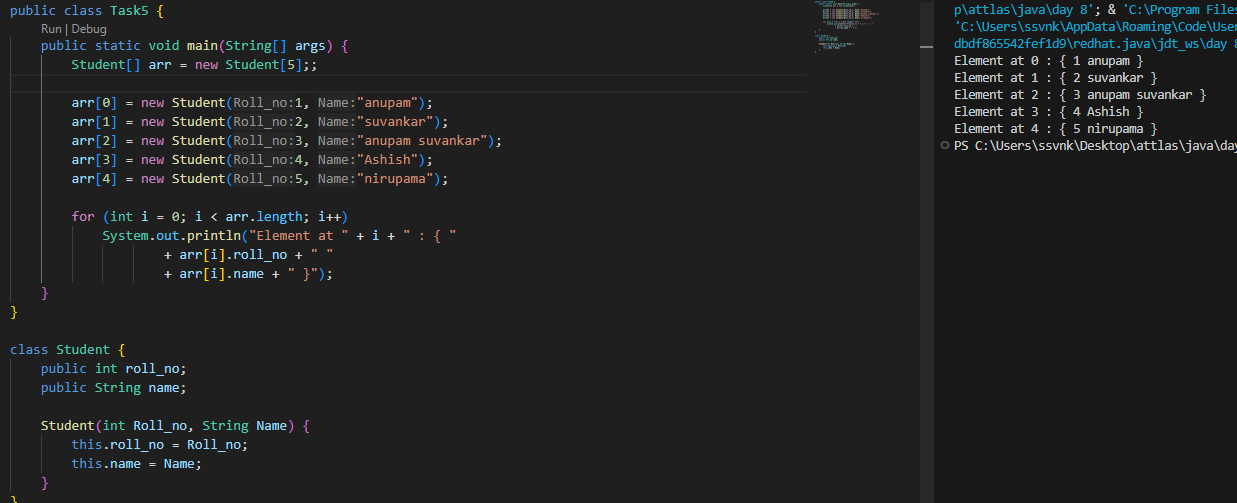 public class Task5 {
Run | Debug
public static void main(String[] args) {
Student[] arr = new Student[5];;
arr[0] = new Student(Roll_no:1, Name:"anupam");
arr[1] = new Student(Roll_no:2, Name:"suvankar");
arr[2] = new Student(Roll_no:3, Name:"anupam suvankar");
arr[3] = new Student(Roll_no:4, Name:"Ashish");
arr[4] = new Student(Roll_no:5, Name:"nirupama");
for (int i = 0; i < arr.length; i++)
System.out.println("Element at " + i + " : { "
+ arr[i].roll_no + " "
+ arr[i].name + " }");
}
}
class Student {
public int roll_no;
public String name;
Student(int Roll_no, String Name) {
this.roll_no = Roll_no;
this.name = Name;
}
}
p\attlas\java\day 8'; & 'C:\Program Files
'C:\Users\ssvnk\AppData\Roaming\Code\User
dbdf865542fef1d9\redhat.java\jdt_ws\day 8
Element at 0 : { 1 anupam }
Element at 1 : { 2 suvankar }
Element at 2 : { 3 anupam suvankar }
Element at 3 : { 4 Ashish }
Element at 4 : { 5 nirupama }
PS C:\Users\ssvnk\Desktop\attlas\java\day